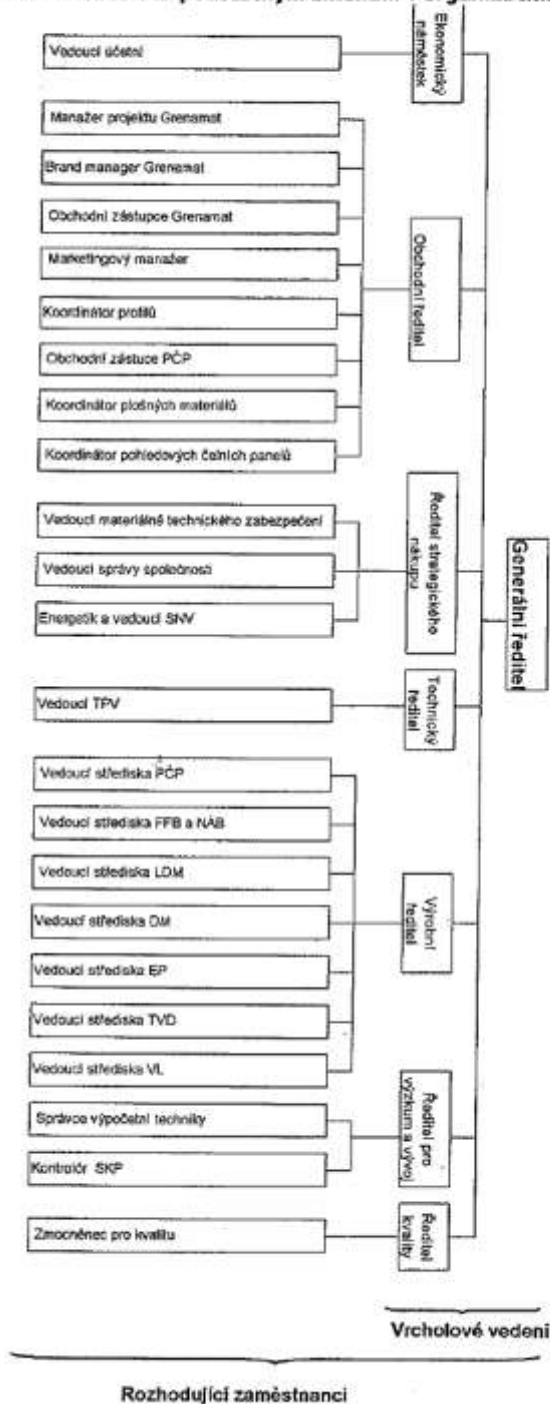 Ekonomický
náměstek
Vedoucí účetní
Manažer projektu Grenamat
Brand manager Grenamat
Obchodní zástupce Grenamat
Marketingový manažer
Koordinátor profilů
Obchodní zástuce PČP
Koordinátor plošných materiálů
Koordinátor pohledových čelních panelů
Obchodní ředitel
Vedoucí materiálně technického zabezpečení
Vedoucí správy společnosti
Energetik a vedoucí SNV
Ředitel strategického
nákupu
Generální ředitel
Vedoucí TPV
Technický
ředitel
Vedoucí střediska PČP
Vedoucí střediska FFB a NÁB
Vedoucí střediska LDM
Vedoucí střediska DM
Vedoucí střediska EP
Vedoucí střediska TVD
Vedoucí střediska VL
Výrobní
ředitel
Správce výpočetní techniky
Kontrolór SKP
Ředitel pro
výzkum a vývoj
Zmocněnec pro kvalitu
Ředitel
kvality
Vrcholové vedení
Rozhodující zaměstnanci